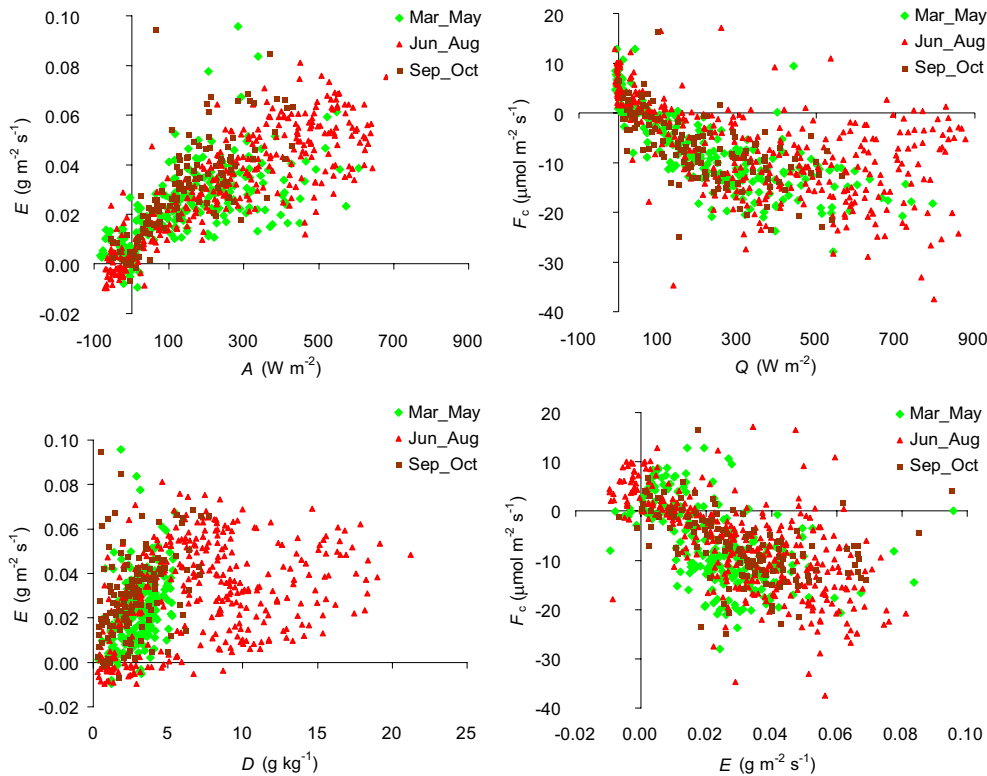 0.10
0.08
0.06
0.04
0.02
0.00
-0.02
E (g m-2 s-1)
-100 100 300 500 700 900
A (W m-2)
Mar_May
Jun_Aug
Sep_Oct
20
10
0
-10
-20
-30
-40
Fc (μmol m-2 s-1)
-100 100 300 500 700 900
Q (W m-2)
Mar_May
Jun_Aug
Sep_Oct
0.10
0.08
0.06
0.04
0.02
0.00
-0.02
E (g m-2 s-1)
0 5 10 15 20 25
D (g kg-1)
Mar_May
Jun_Aug
Sep_Oct
20
10
0
-10
-20
-30
-40
Fc (μmol m-2 s-1)
-0.02 0.00 0.02 0.04 0.06 0.08 0.10
E (g m-2 s-1)
Mar_May
Jun_Aug
Sep_Oct